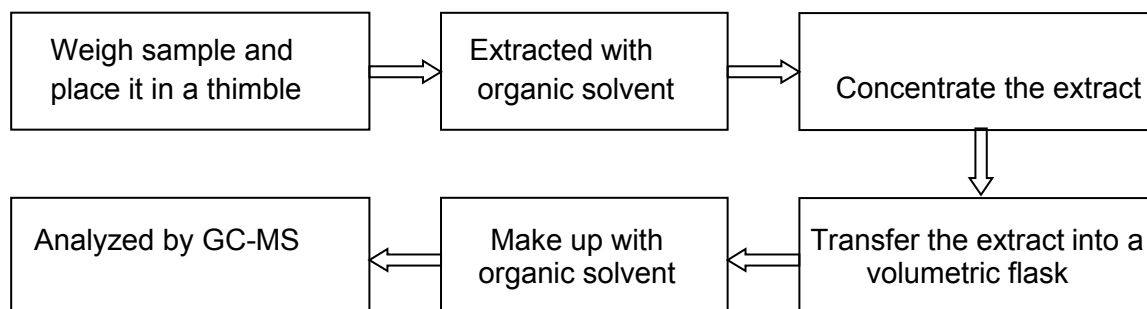 Weigh sample and
place it in a thimble
Extracted with
organic solvent
Concentrate the extract
Transfer the extract into a
volumetric flask
Make up with
organic solvent
Analyzed by GC-MS